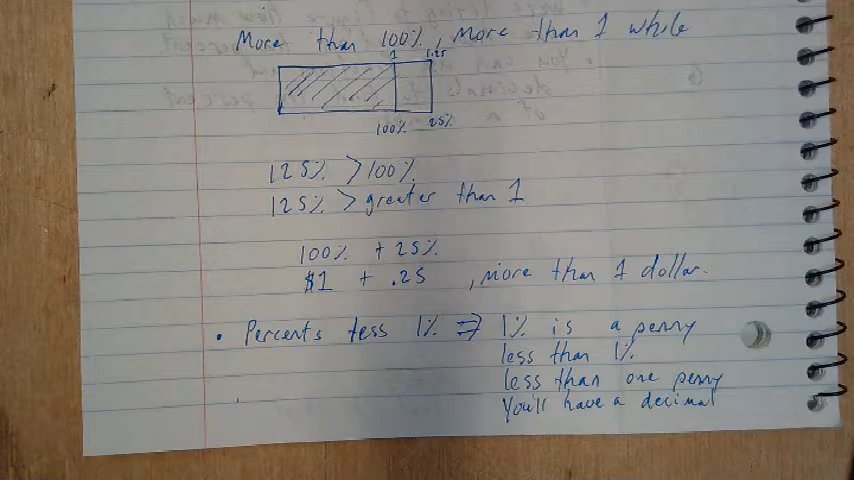 More than 100%, More than 1 whole
1 1.25
100% 25%
125% > 100%
125% > greater than 1
100% + 25%
$1 + .25 , more than 1 dollar.
• Percents less 1% ⇒ 1% is a penny
less than 1%
less than one penny
You'll have a decimal